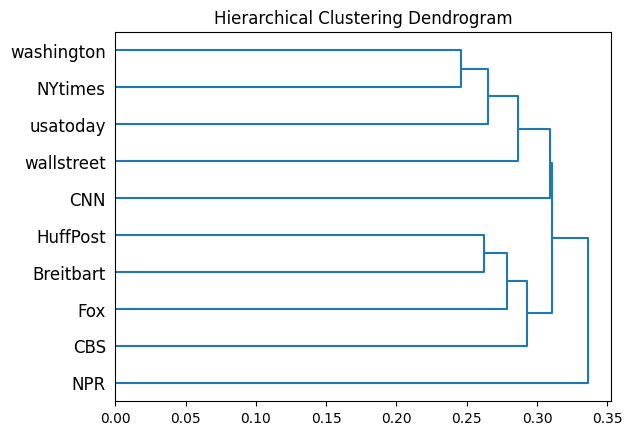 Hierarchical Clustering Dendrogram
washington
NYtimes
usatoday
wallstreet
CNN
HuffPost
Breitbart
Fox
CBS
NPR
0.00 0.05 0.10 0.15 0.20 0.25 0.30 0.35